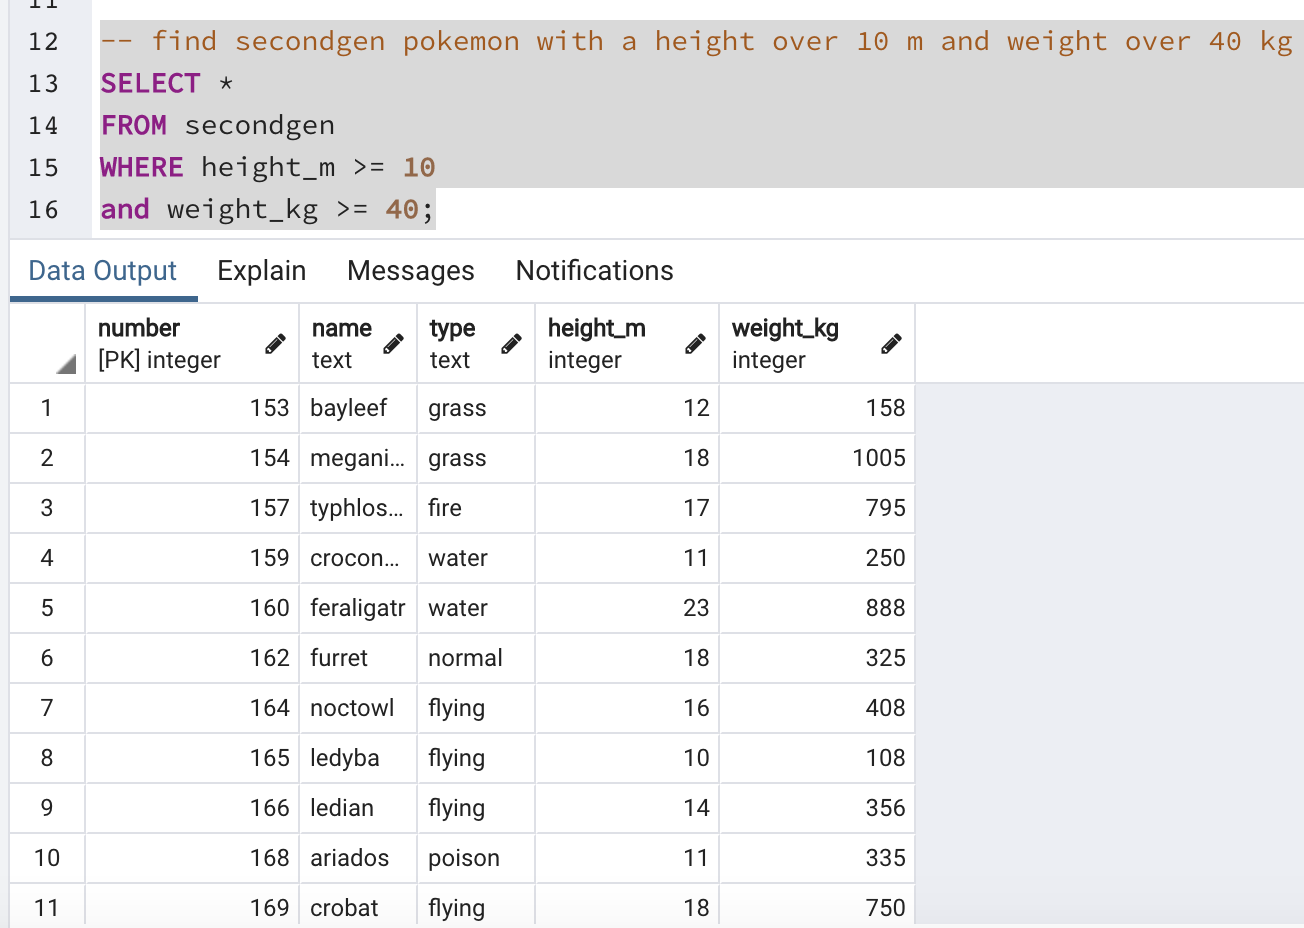 11
12 -- find secondgen pokemon with a height over 10 m and weight over 40 kg
13 SELECT *
14 FROM secondgen
15 WHERE height_m >= 10
16 and weight_kg >= 40;
Data Output Explain Messages Notifications
number name type height_m weight_kg
[PK] integer text text integer integer
1 153 bayleef grass 12 158
2 154 megani... grass 18 1005
3 157 typhlos... fire 17 795
4 159 crocon... water 11 250
5 160 feraligatr water 23 888
6 162 furret normal 18 325
7 164 noctowl flying 16 408
8 165 ledyba flying 10 108
9 166 ledian flying 14 356
10 168 ariados poison 11 335
11 169 crobat flying 18 750